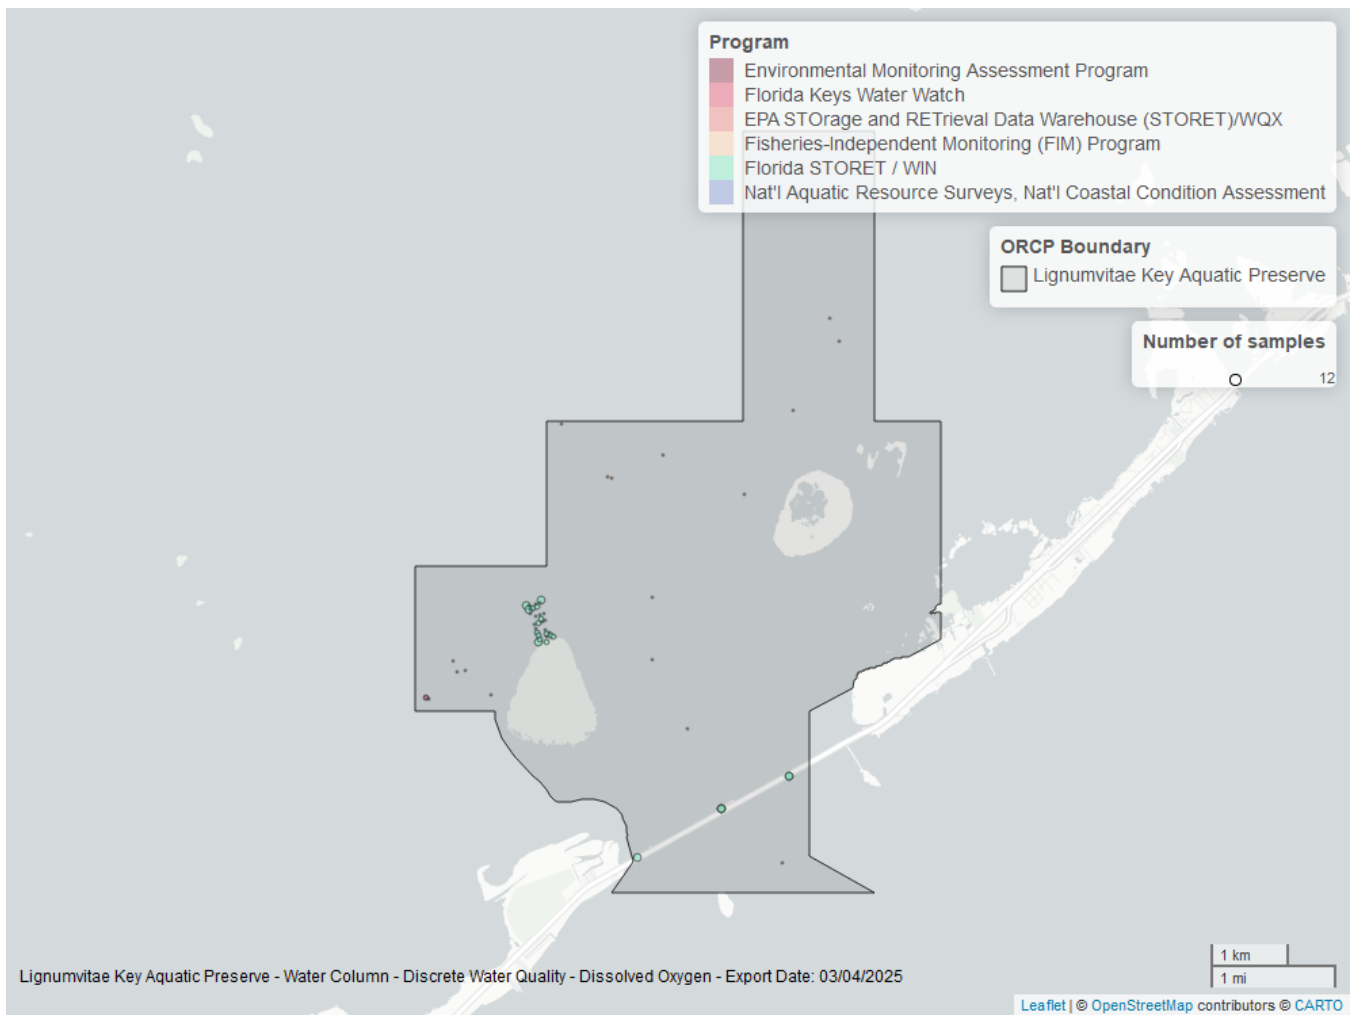 Program
Environmental Monitoring Assessment Program
Florida Keys Water Watch
EPA STOrage and RETrieval Data Warehouse (STORET)/WQX
Fisheries-Independent Monitoring (FIM) Program
Florida STORET / WIN
Nat'l Aquatic Resource Surveys, Nat'l Coastal Condition Assessment
ORCP Boundary
Lignumvitae Key Aquatic Preserve
Number of samples
12
1 km
1 mi
Lignumvitae Key Aquatic Preserve - Water Column - Discrete Water Quality - Dissolved Oxygen - Export Date: 03/04/2025
Leaflet | © OpenStreetMap contributors © CARTO